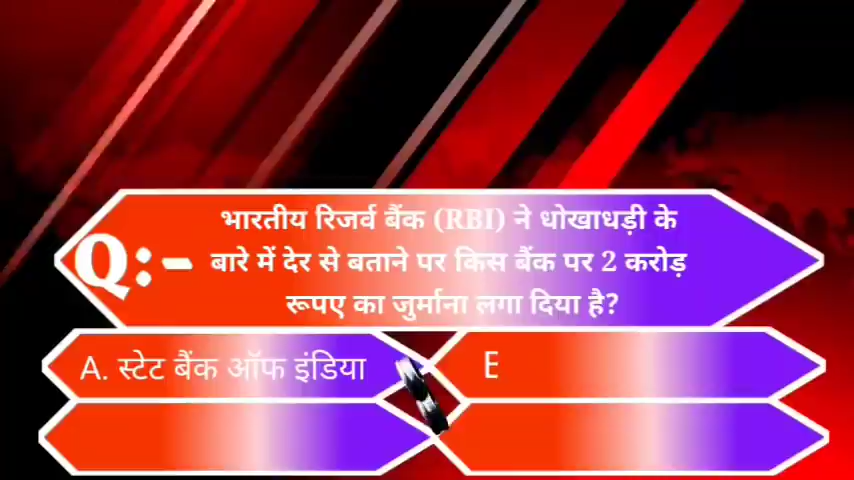 Q:-
भारतीय रिजर्व बैंक (RBI) ने धोखाधड़ी के
बारे में देर से बताने पर किस बैंक पर 2 करोड़
रूपए का जुर्माना लगा दिया है?
A. स्टेट बैंक ऑफ इंडिया
E